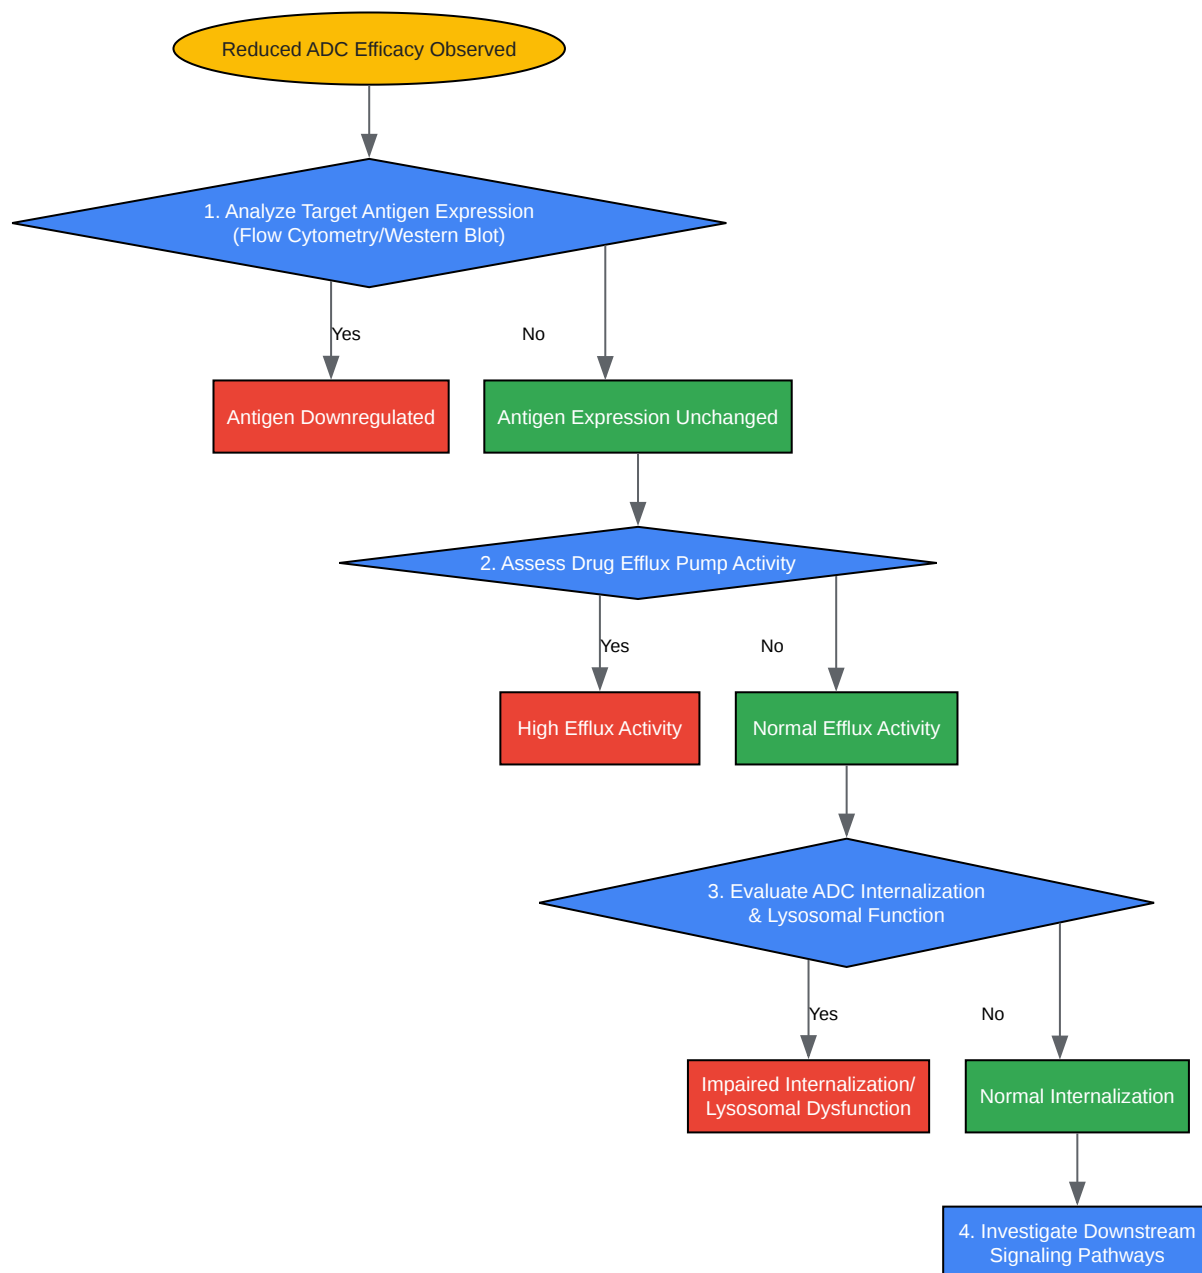 Reduced ADC Efficacy Observed
1. Analyze Target Antigen Expression
(Flow Cytometry/Western Blot)
Yes
No
Antigen Downregulated
Antigen Expression Unchanged
2. Assess Drug Efflux Pump Activity
Yes
No
High Efflux Activity
Normal Efflux Activity
3. Evaluate ADC Internalization
& Lysosomal Function
Yes
No
Impaired Internalization/
Lysosomal Dysfunction
Normal Internalization
4. Investigate Downstream
Signaling Pathways